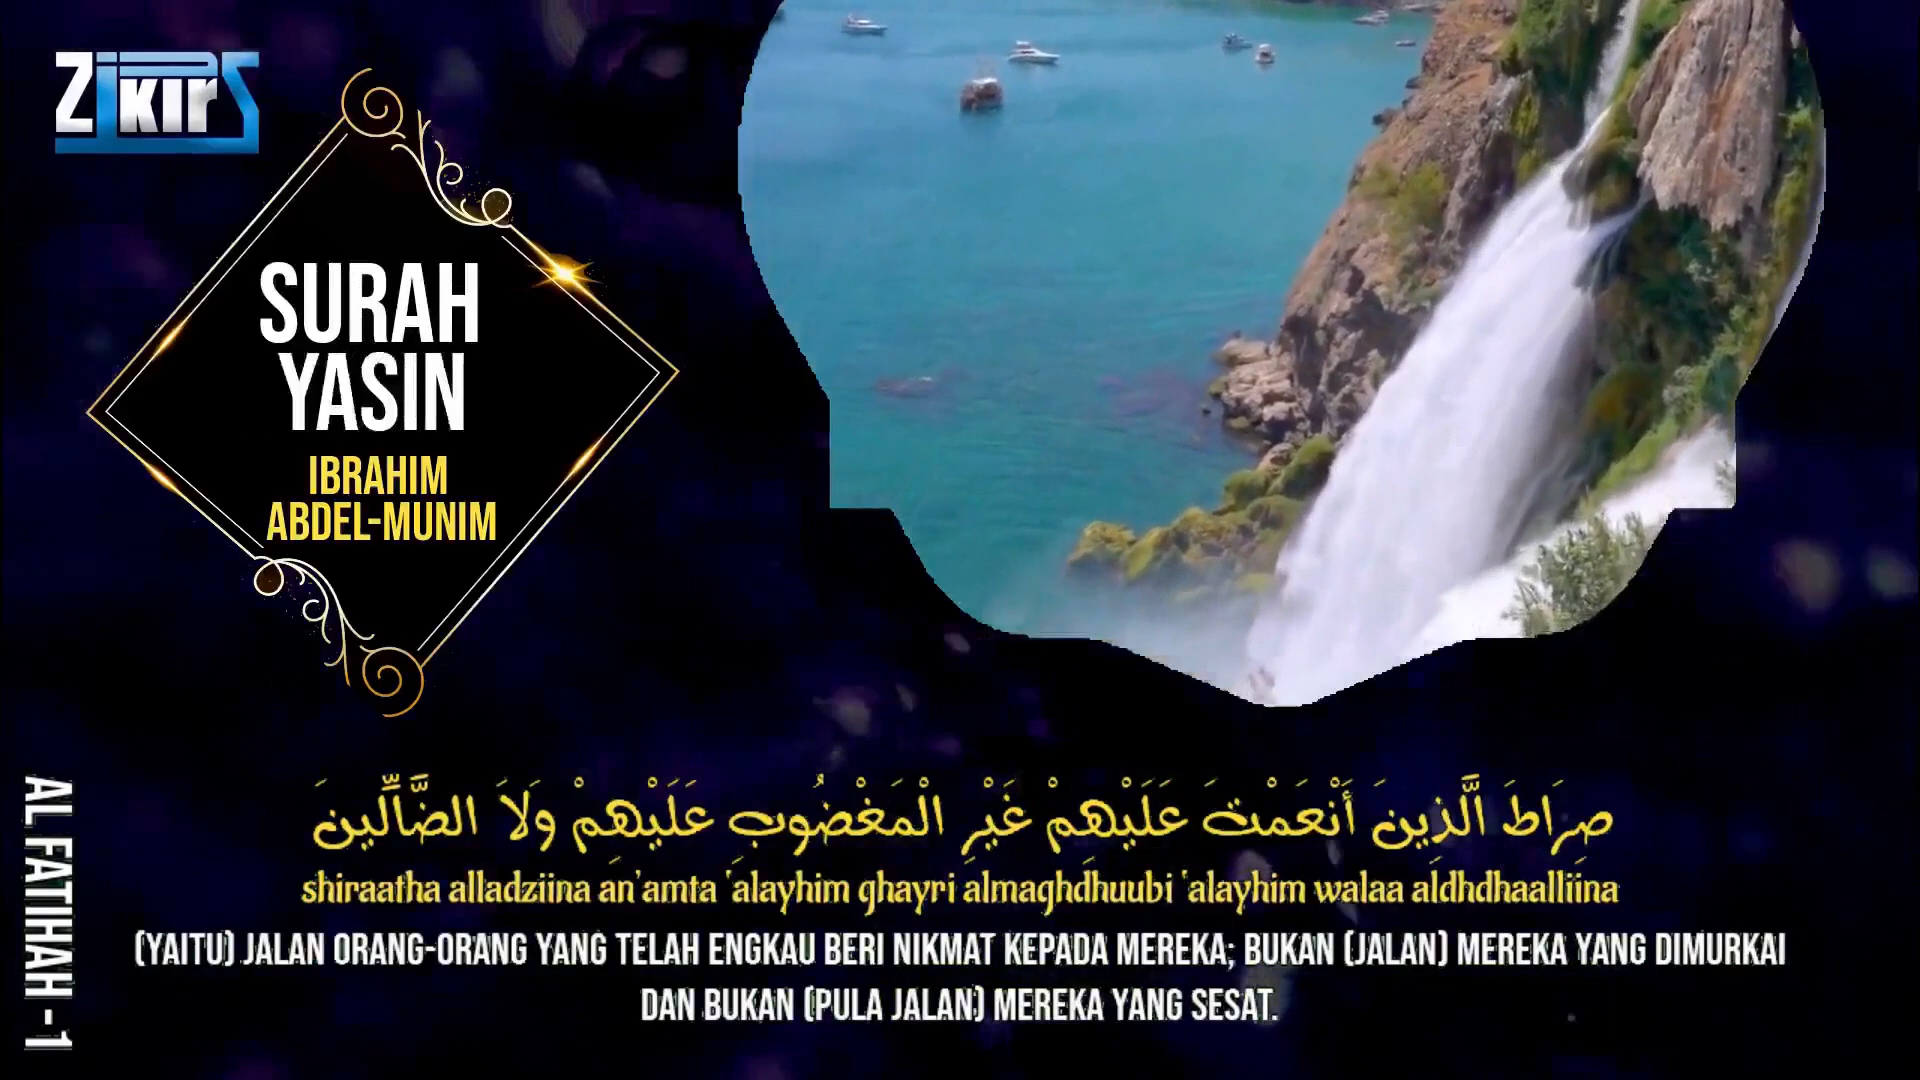 ZikirS
SURAH
YASIN
IBRAHIM
ABDEL-MUNIM
صِرَاطَ الَّذِينَ أَنْعَمْتَ عَلَيْهِمْ غَيْرِ الْمَغْضُوبِ عَلَيْهِمْ وَلاَ الضَّالِّينَ
shiraatha alladziina an'amta 'alayhim ghayri almaghdhuubi 'alayhim walaa aldhdhaalliina
(YAITU) JALAN ORANG-ORANG YANG TELAH ENGKAU BERI NIKMAT KEPADA MEREKA; BUKAN (JALAN) MEREKA YANG DIMURKAI
DAN BUKAN (PULA JALAN) MEREKA YANG SESAT.
AL FATIHAH - 1